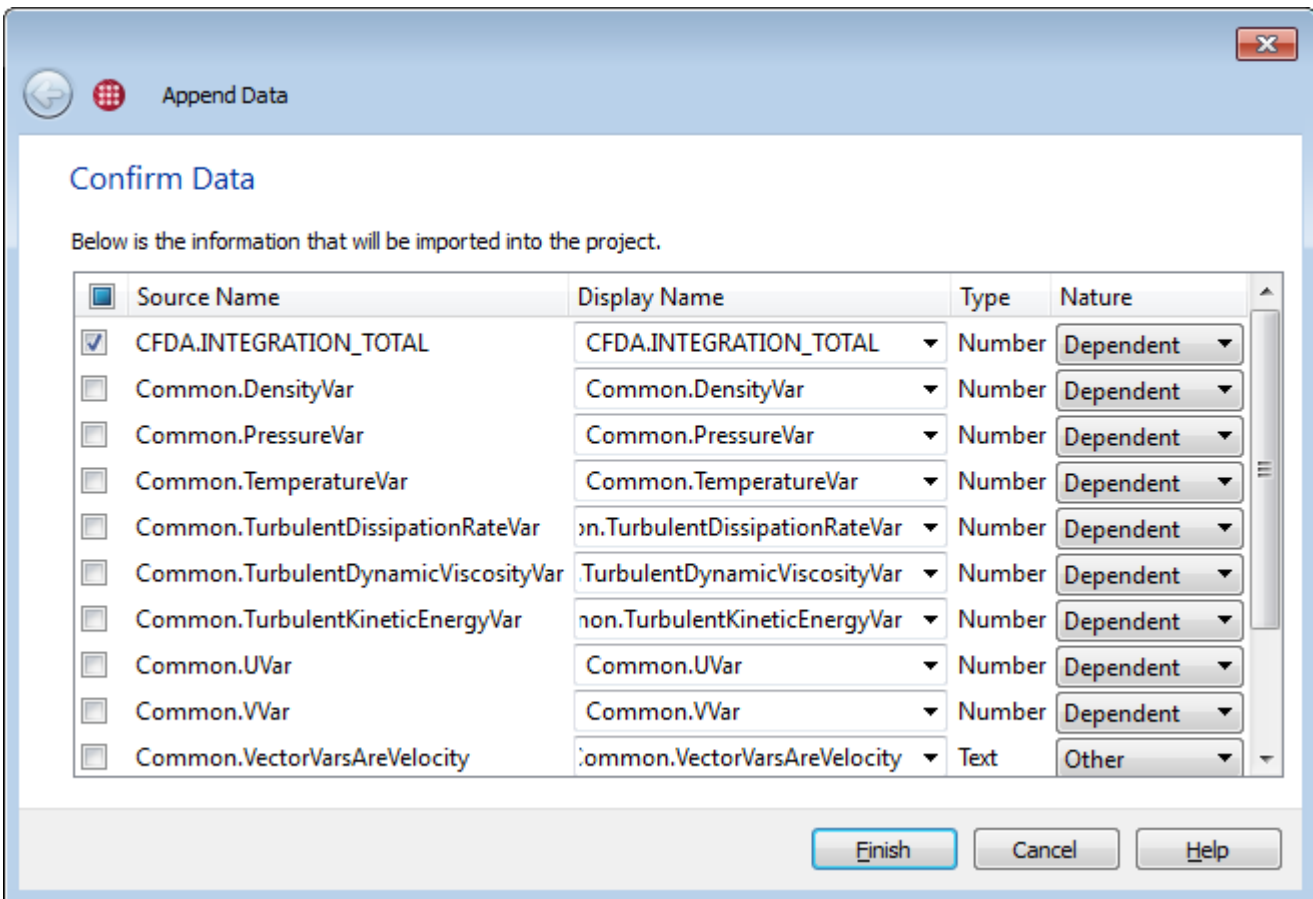 Append Data
Confirm Data
Below is the information that will be imported into the project.
Source Name Display Name Type Nature
CFDA.INTEGRATION_TOTAL CFDA.INTEGRATION_TOTAL Number Dependent
Common.DensityVar Common.DensityVar Number Dependent
Common.PressureVar Common.PressureVar Number Dependent
Common.TemperatureVar Common.TemperatureVar Number Dependent
Common.TurbulentDissipationRateVar on.TurbulentDissipationRateVar Number Dependent
Common.TurbulentDynamicViscosityVar .TurbulentDynamicViscosityVar Number Dependent
Common.TurbulentKineticEnergyVar mon.TurbulentKineticEnergyVar Number Dependent
Common.UVar Common.UVar Number Dependent
Common.VVar Common.VVar Number Dependent
Common.VectorVarsAreVelocity Common.VectorVarsAreVelocity Text Other
Finish Cancel Help